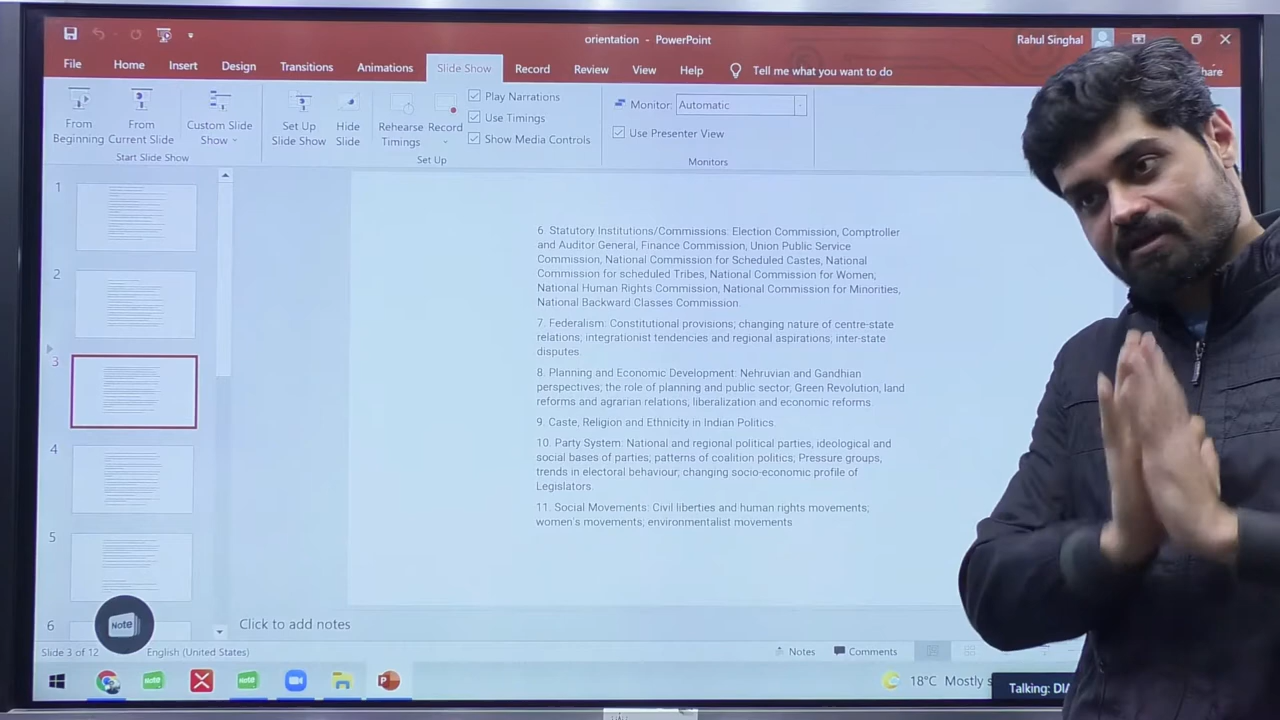 orientation - PowerPoint
Rahul Singhal
File
Home
Insert
Design
Transitions
Animations
Slide Show
Record
Review
View
Help
Tell me what you want to do
hare
From Beginning
From Current Slide
Custom Slide Show
Start Slide Show
Set Up Slide Show
Hide Slide
Rehearse Timings
Record
Play Narrations
Use Timings
Show Media Controls
Set Up
Monitor: Automatic
Use Presenter View
Monitors
1
2
3
4
5
6
6. Statutory Institutions/Commissions: Election Commission, Comptroller
and Auditor General, Finance Commission, Union Public Service
Commission, National Commission for Scheduled Castes, National
Commission for scheduled Tribes, National Commission for Women;
National Human Rights Commission, National Commission for Minorities,
National Backward Classes Commission.
7. Federalism: Constitutional provisions; changing nature of centre-state
relations; integrationist tendencies and regional aspirations; inter-state
disputes.
8. Planning and Economic Development: Nehruvian and Gandhian
perspectives; the role of planning and public sector; Green Revolution, land
reforms and agrarian relations; liberalization and economic reforms.
9. Caste, Religion and Ethnicity in Indian Politics.
10. Party System: National and regional political parties, ideological and
social bases of parties; patterns of coalition politics; Pressure groups,
trends in electoral behaviour; changing socio-economic profile of
Legislators.
11. Social Movements: Civil liberties and human rights movements;
women's movements; environmentalist movements
Note
Click to add notes
Slide 3 of 12
English (United States)
Notes
Comments
Note
Note
18°C Mostly s
Talking: DIA